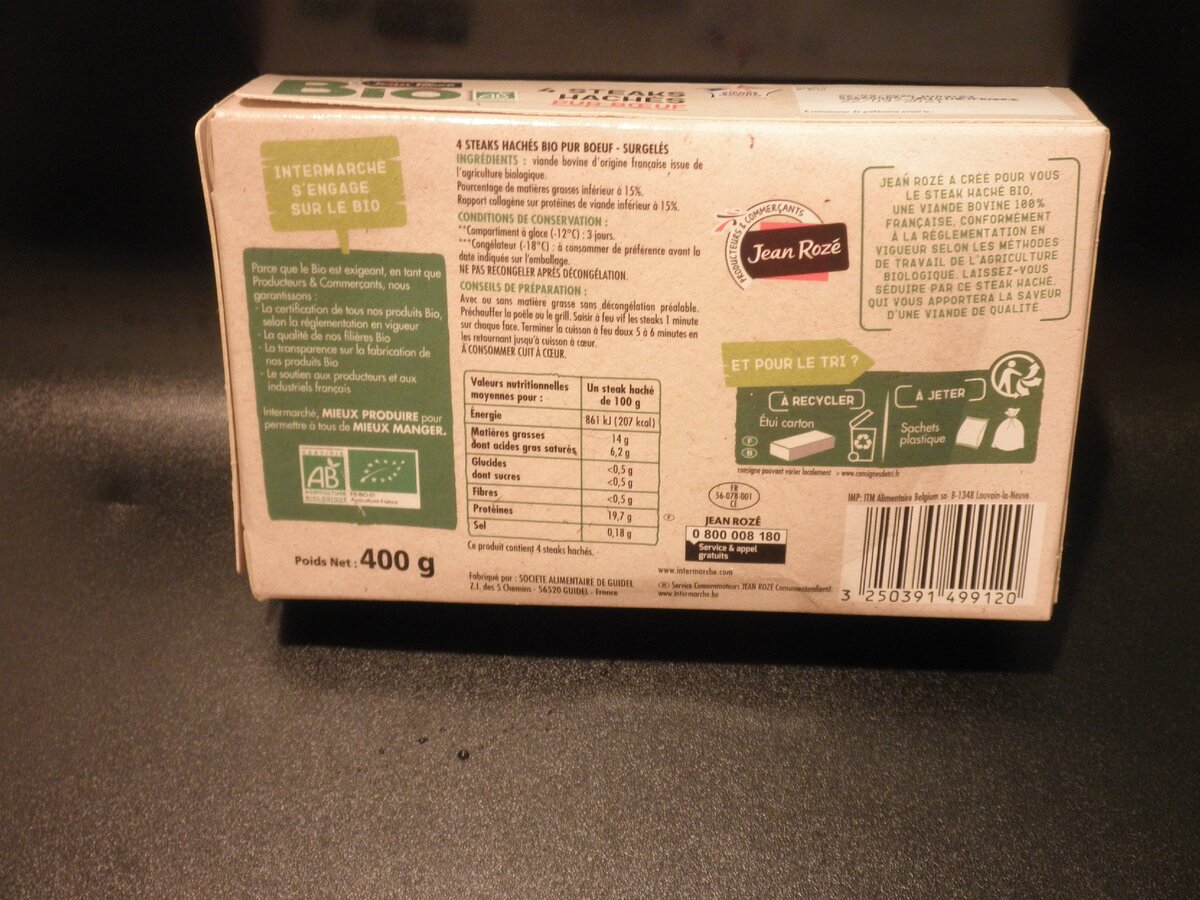 BIO
AB
4 STEAKS
HACHÉS
PUR BŒUF
INTERMARCHÉ
S'ENGAGE
SUR LE BIO
Parce que le Bio est exigeant, en tant que
Producteurs & Commerçants, nous
garantissons :
- La certification de tous nos produits Bio,
selon la réglementation en vigueur
- La qualité de nos filières Bio
- La transparence sur la fabrication de
nos produits Bio
- Le soutien aux producteurs et aux
industriels français
Intermarché, MIEUX PRODUIRE pour
permettre à tous de MIEUX MANGER.
CERTIFIÉ
AB
AGRICULTURE
BIOLOGIQUE
FR-BIO-01
Agriculture France
Poids Net : 400 g
4 STEAKS HACHÉS BIO PUR BOEUF - SURGELÉS
INGRÉDIENTS : viande bovine d'origine française issue de
l'agriculture biologique.
Pourcentage de matières grasses inférieur à 15%.
Rapport collagène sur protéines de viande inférieur à 15%.
CONDITIONS DE CONSERVATION :
**Compartiment à glace (-12°C) : 3 jours.
***Congélateur (-18°C) : à consommer de préférence avant la
date indiquée sur l'emballage.
NE PAS RECONGELER APRÈS DÉCONGÉLATION.
CONSEILS DE PRÉPARATION :
Avec ou sans matière grasse sans décongélation préalable.
Préchauffer la poêle ou le grill. Saisir à feu vif les steaks 1 minute
sur chaque face. Terminer la cuisson à feu doux 5 à 6 minutes en
les retournant jusqu'à cuisson à cœur.
À CONSOMMER CUIT À CŒUR.
Valeurs nutritionnelles moyennes pour : Un steak haché de 100 g
Énergie 861 kJ (207 kcal)
Matières grasses 14 g
dont acides gras saturés 6,2 g
Glucides <0,5 g
dont sucres <0,5 g
Fibres <0,5 g
Protéines 19,7 g
Sel 0,18 g
Ce produit contient 4 steaks hachés.
Fabriqué par : SOCIETE ALIMENTAIRE DE GUIDEL
Z.I. des 5 Chemins - 56520 GUIDEL - France
PRODUCTEURS & COMMERÇANTS
Jean Rozé
JEAN ROZÉ A CRÉÉ POUR VOUS
LE STEAK HACHÉ BIO,
UNE VIANDE BOVINE 100%
FRANÇAISE, CONFORMÉMENT
À LA RÉGLEMENTATION EN
VIGUEUR SELON LES MÉTHODES
DE TRAVAIL DE L'AGRICULTURE
BIOLOGIQUE. LAISSEZ-VOUS
SÉDUIRE PAR CE STEAK HACHÉ,
QUI VOUS APPORTERA LA SAVEUR
D'UNE VIANDE DE QUALITÉ.
ET POUR LE TRI ?
À RECYCLER
Étui carton
F
B
À JETER
Sachets
plastique
consigne pouvant varier localement > www.consignesdetri.fr
F
FR
56-078-001
CE
JEAN ROZÉ
0 800 008 180
Service & appel
gratuits
www.intermarche.com
B Service Consommateurs JEAN ROZÉ Consumentendienst:
www.intermarche.be
IMP: ITM Alimentaire Belgium sa- B-1348 Louvain-la-Neuve
3 250391 499120